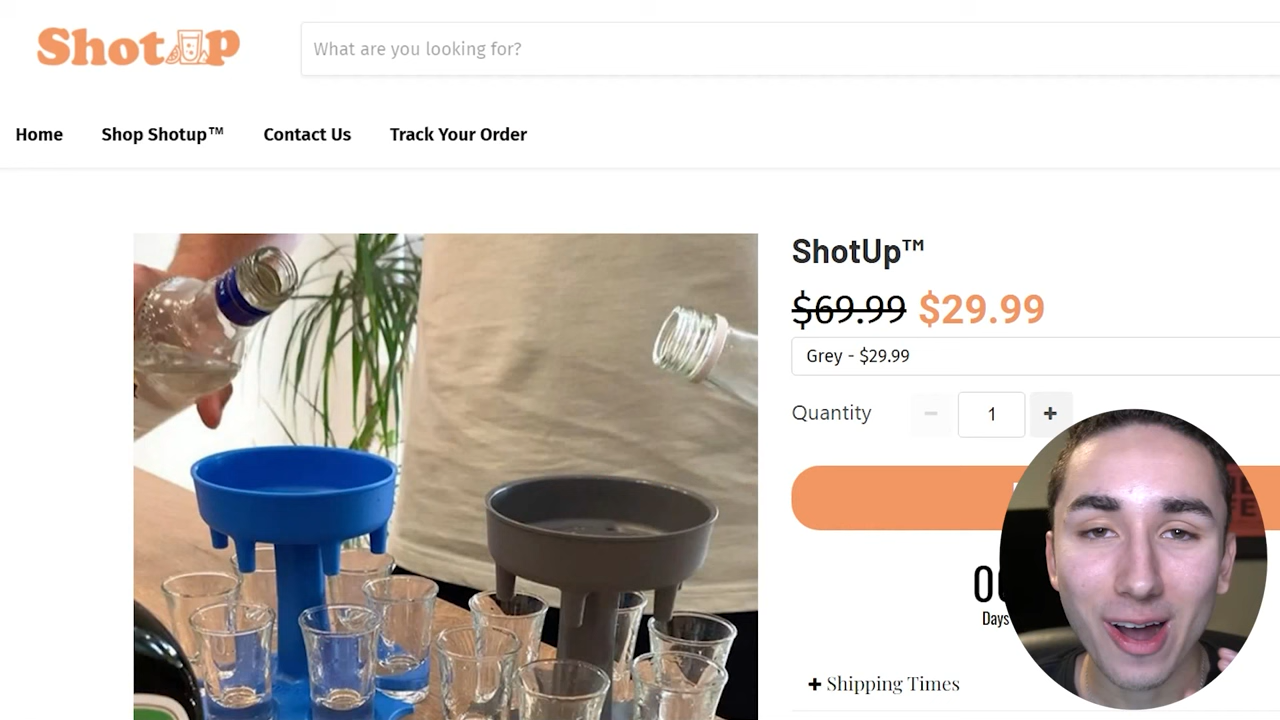 ShotUp
What are you looking for?
Home Shop Shotup™ Contact Us Track Your Order
ShotUp™
$69.99 $29.99
Grey - $29.99
Quantity − 1 +
Days
+ Shipping Times